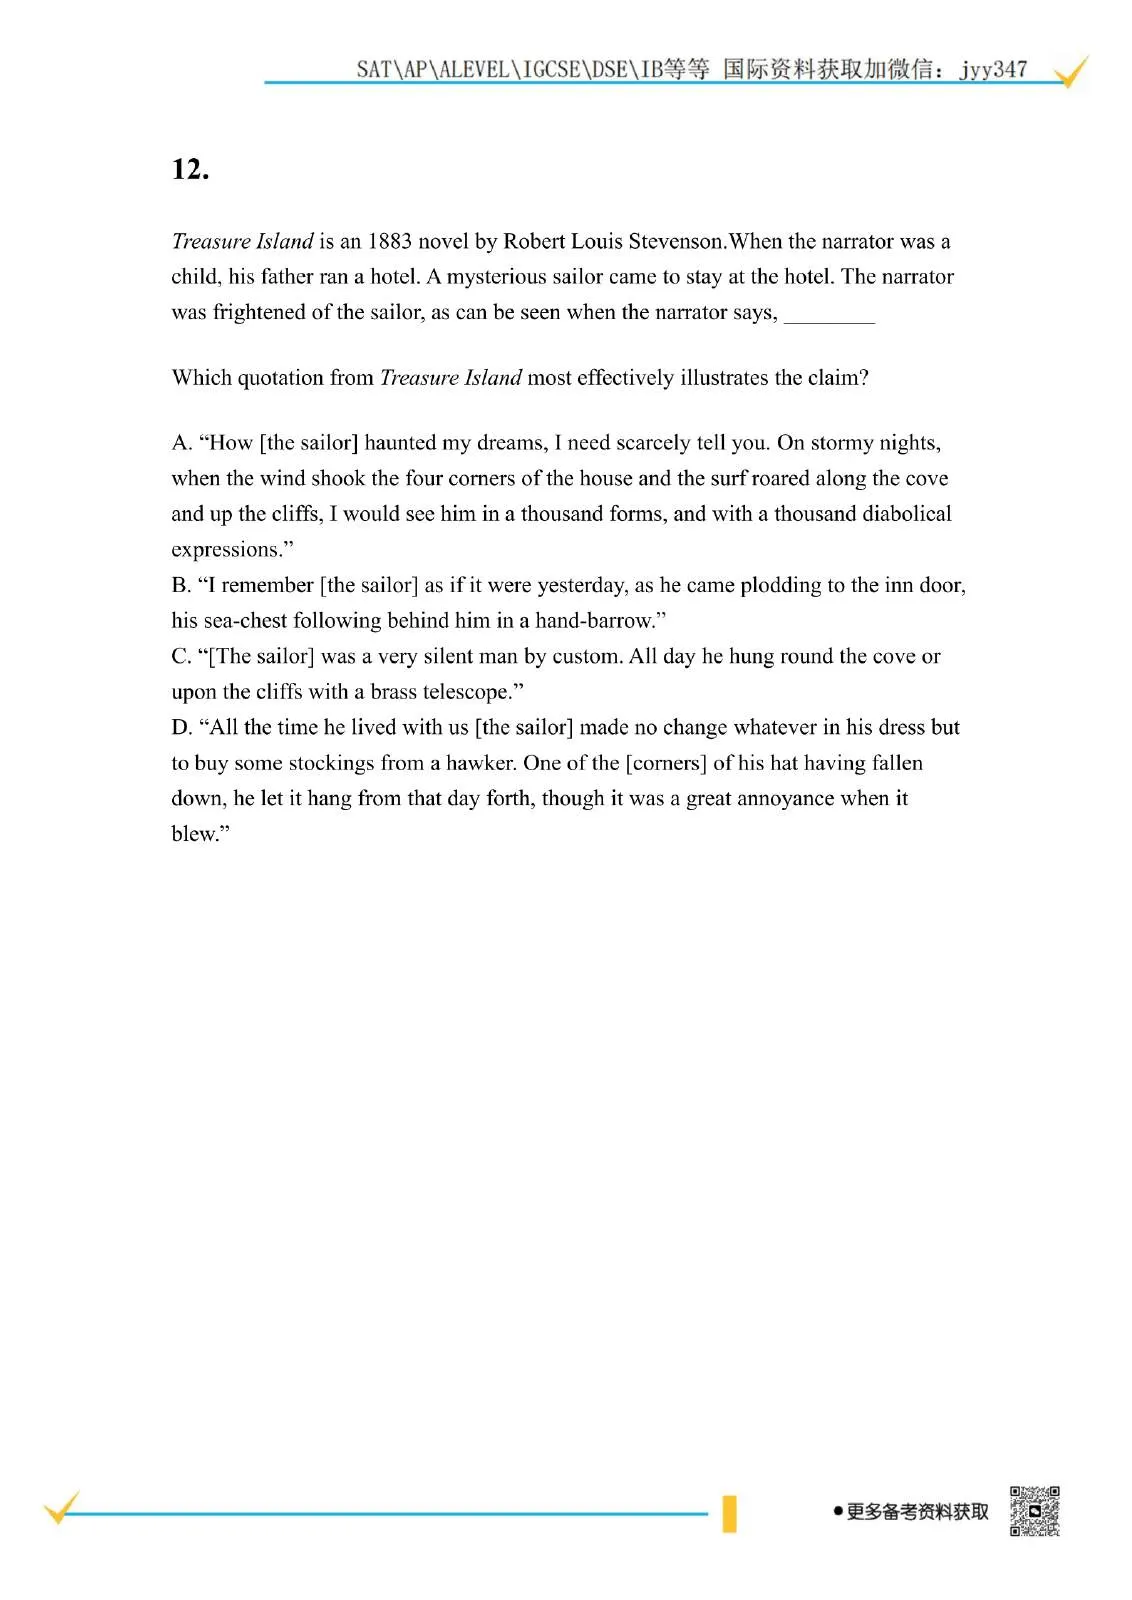 SAT\AP\ALEVEL\IGCSE\DSE\IB等等 国际资料获取加微信：jyy347
12.
Treasure Island is an 1883 novel by Robert Louis Stevenson.When the narrator was a
child, his father ran a hotel. A mysterious sailor came to stay at the hotel. The narrator
was frightened of the sailor, as can be seen when the narrator says, ________
Which quotation from Treasure Island most effectively illustrates the claim?
A. “How [the sailor] haunted my dreams, I need scarcely tell you. On stormy nights,
when the wind shook the four corners of the house and the surf roared along the cove
and up the cliffs, I would see him in a thousand forms, and with a thousand diabolical
expressions.”
B. “I remember [the sailor] as if it were yesterday, as he came plodding to the inn door,
his sea-chest following behind him in a hand-barrow.”
C. “[The sailor] was a very silent man by custom. All day he hung round the cove or
upon the cliffs with a brass telescope.”
D. “All the time he lived with us [the sailor] made no change whatever in his dress but
to buy some stockings from a hawker. One of the [corners] of his hat having fallen
down, he let it hang from that day forth, though it was a great annoyance when it
blew.”
●更多备考资料获取